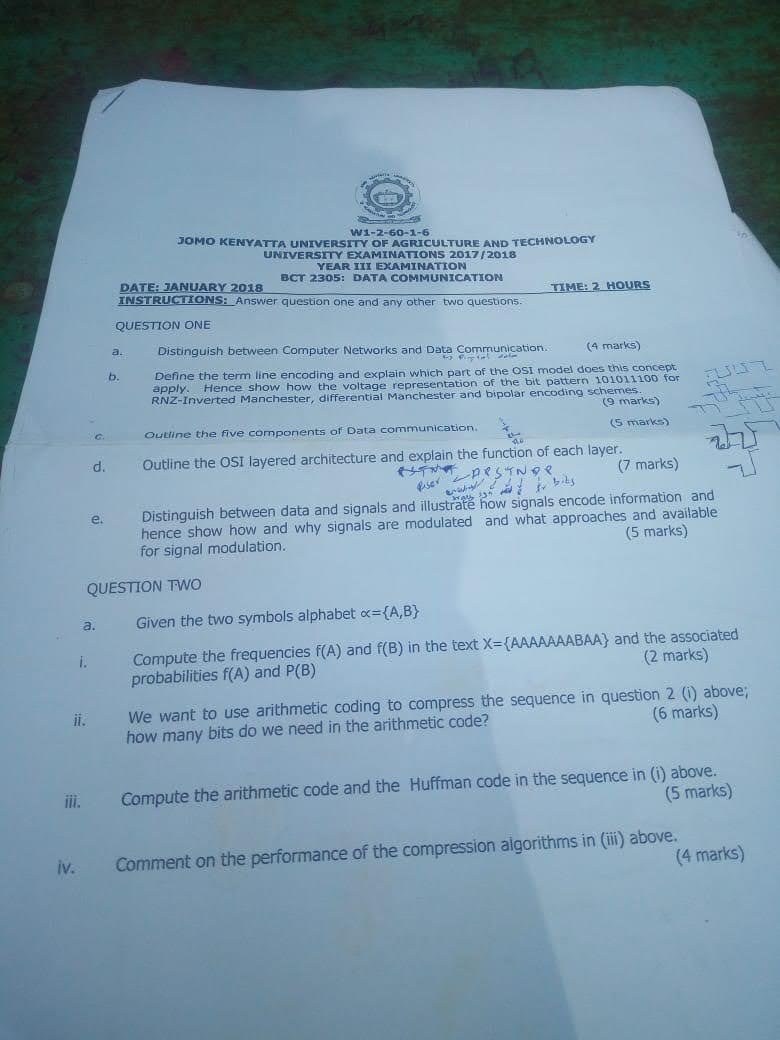 W1-2-60-1-6
JOMO KENYATTA UNIVERSITY OF AGRICULTURE AND TECHNOLOGY
UNIVERSITY EXAMINATIONS 2017/2018
YEAR III EXAMINATION
BCT 2305: DATA COMMUNICATION
DATE: JANUARY 2018 TIME: 2 HOURS
INSTRUCTIONS: Answer question one and any other two questions.
QUESTION ONE
a. Distinguish between Computer Networks and Data Communication. (4 marks)
b. Define the term line encoding and explain which part of the OSI model does this concept
apply. Hence show how the voltage representation of the bit pattern 101011100 for
RNZ-Inverted Manchester, differential Manchester and bipolar encoding schemes.
(9 marks)
c. Outline the five components of Data communication. (5 marks)
d. Outline the OSI layered architecture and explain the function of each layer.
(7 marks)
bits
e. Distinguish between data and signals and illustrate how signals encode information and
hence show how and why signals are modulated and what approaches and available
for signal modulation. (5 marks)
QUESTION TWO
a. Given the two symbols alphabet ∝={A,B}
i. Compute the frequencies f(A) and f(B) in the text X={AAAAAAABAA} and the associated
probabilities f(A) and P(B) (2 marks)
ii. We want to use arithmetic coding to compress the sequence in question 2 (i) above;
how many bits do we need in the arithmetic code? (6 marks)
iii. Compute the arithmetic code and the Huffman code in the sequence in (i) above.
(5 marks)
iv. Comment on the performance of the compression algorithms in (iii) above.
(4 marks)